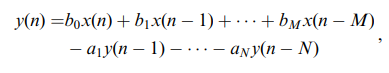 y(n) =b₀x(n) + b₁x(n − 1) + ⋯ + b_M x(n − M)
− a₁y(n − 1) − ⋯ − a_N y(n − N) ,